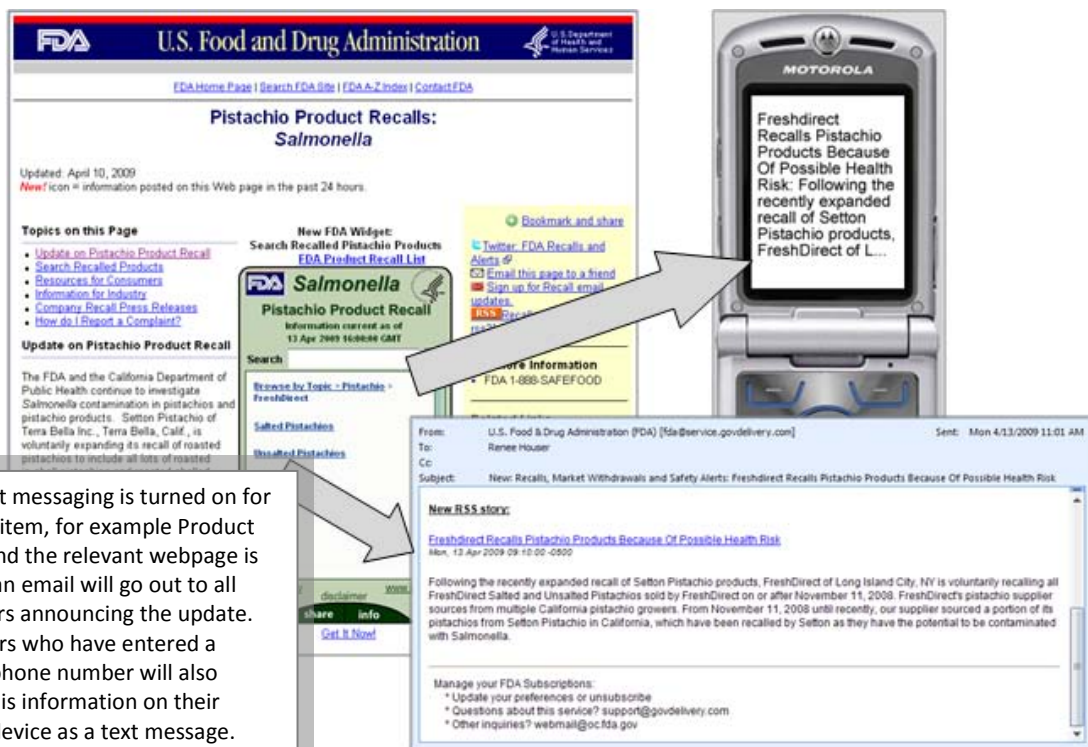 FDA U.S. Food and Drug Administration U.S. Department of Health and Human Services
FDA Home Page | Search FDA Site | FDA A-Z Index | Contact FDA
Pistachio Product Recalls:
Salmonella
Updated: April 10, 2009
New! icon = information posted on this Web page in the past 24 hours.
Topics on this Page
Update on Pistachio Product Recall
Search Recalled Products
Resources for Consumers
Information for Industry
Company Recall Press Releases
How do I Report a Complaint?
Update on Pistachio Product Recall
The FDA and the California Department of
Public Health continue to investigate
Salmonella contamination in pistachios and
pistachio products. Setton Pistachio of
Terra Bella Inc., Terra Bella, Calif., is
voluntarily expanding its recall of roasted
pistachios to include all lots of roasted
New FDA Widget:
Search Recalled Pistachio Products
FDA Product Recall List
FDA Salmonella
Pistachio Product Recall
Information current as of
13 Apr 2009 16:00:00 GMT
Search
Browse by Topic > Pistachio >
FreshDirect
Salted Pistachios
Unsalted Pistachios
disclaimer www.
share info
Get It Now!
Bookmark and share
Twitter: FDA Recalls and
Alerts
Email this page to a friend
Sign up for Recall email
updates.
RSS
Information
FDA 1-888-SAFEFOOD
MOTOROLA
Freshdirect
Recalls Pistachio
Products Because
Of Possible Health
Risk: Following the
recently expanded
recall of Setton
Pistachio products,
FreshDirect of L...
From: U.S. Food & Drug Administration (FDA) [fda@service.govdelivery.com] Sent: Mon 4/13/2009 11:01 AM
To: Renee Houser
Cc:
Subject: New: Recalls, Market Withdrawals and Safety Alerts: Freshdirect Recalls Pistachio Products Because Of Possible Health Risk
New RSS story:
Freshdirect Recalls Pistachio Products Because Of Possible Health Risk
Mon, 13 Apr 2009 09:10:00 -0500
Following the recently expanded recall of Setton Pistachio products, FreshDirect of Long Island City, NY is voluntarily recalling all
FreshDirect Salted and Unsalted Pistachios sold by FreshDirect on or after November 11, 2008. FreshDirect's pistachio supplier
sources from multiple California pistachio growers. From November 11, 2008 until recently, our supplier sourced a portion of its
pistachios from Setton Pistachio in California, which have been recalled by Setton as they have the potential to be contaminated
with Salmonella.
Manage your FDA Subscriptions:
* Update your preferences or unsubscribe
* Questions about this service? support@govdelivery.com
* Other inquiries? webmail@oc.fda.gov
t messaging is turned on for
item, for example Product
nd the relevant webpage is
an email will go out to all
rs announcing the update.
rs who have entered a
phone number will also
is information on their
device as a text message.